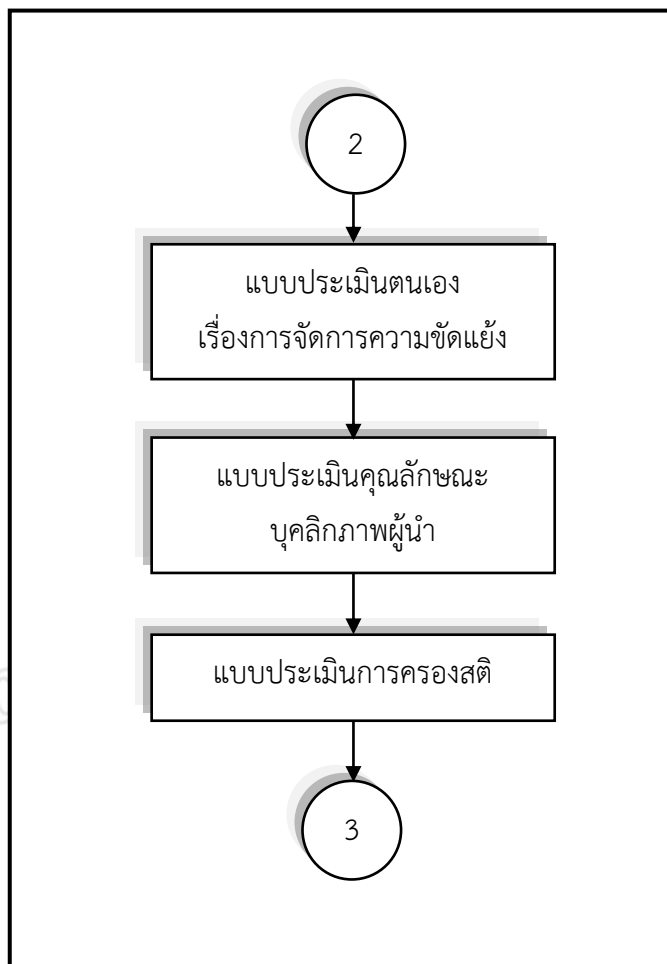 2
แบบประเมินตนเอง
เรื่องการจัดการความขัดแย้ง
แบบประเมินคุณลักษณะ
บุคลิกภาพผู้นำ
แบบประเมินการครองสติ
3